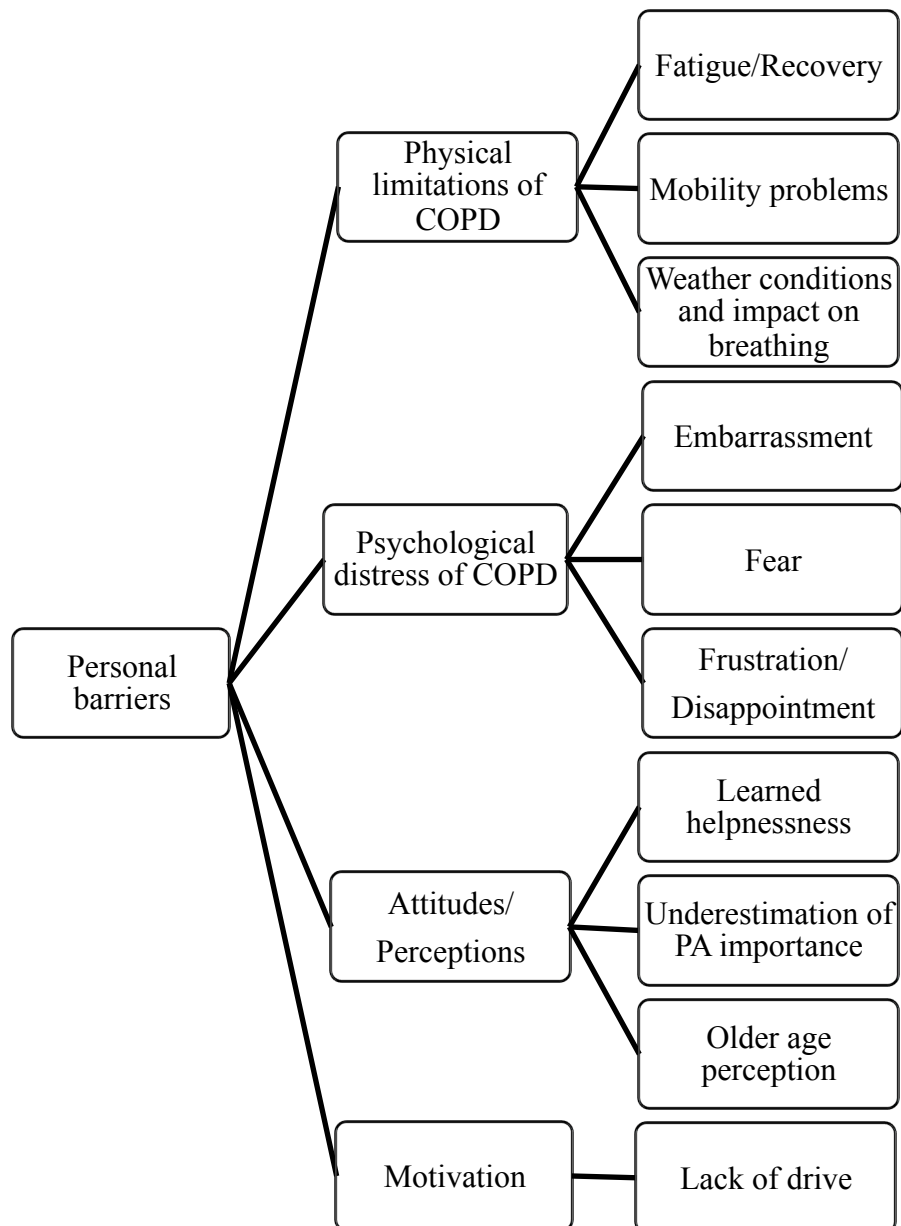 Personal
barriers
Physical
limitations of
COPD
Fatigue/Recovery
Mobility problems
Weather conditions
and impact on
breathing
Psychological
distress of COPD
Embarrassment
Fear
Frustration/
Disappointment
Attitudes/
Perceptions
Learned
helpnessness
Underestimation of
PA importance
Older age
perception
Motivation
Lack of drive